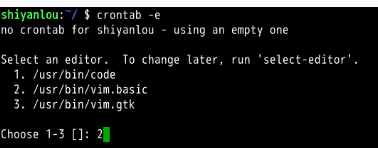 shiyanlou:~/ $ crontab -e
no crontab for shiyanlou - using an empty one
Select an editor.  To change later, run 'select-editor'.
1. /usr/bin/code
2. /usr/bin/vim.basic
3. /usr/bin/vim.gtk
Choose 1-3 []: 2